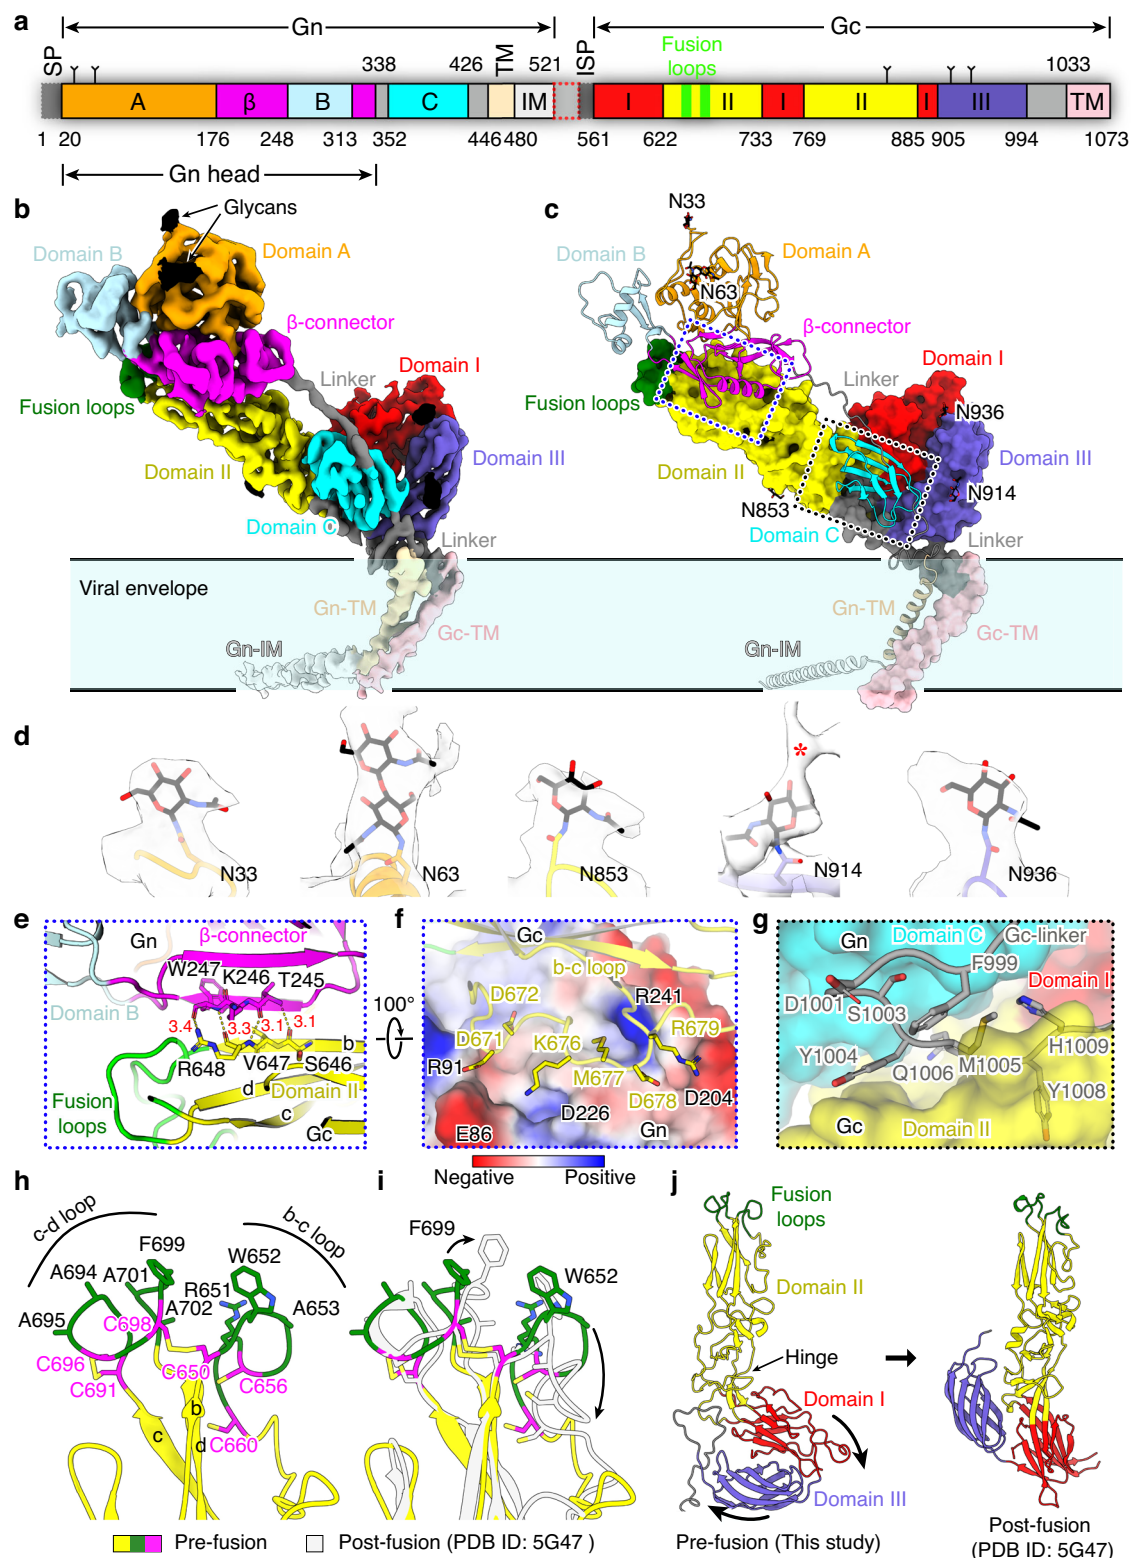 a
Gn
Gc
SP
338
426
TM
521
ISP
Fusion
loops
1033
A
β
B
C
IM
I
II
I
II
I
III
TM
1
20
176
248
313
352
446
480
561
622
733
769
885
905
994
1073
Gn head
b
Glycans
Domain B
Domain A
β-connector
Domain I
Linker
Fusion loops
Domain II
Domain III
Domain C
Viral envelope
Gn-TM
Gc-TM
Gn-IM
c
N33
Domain B
Domain A
N63
β-connector
Domain I
Linker
Fusion loops
N936
Domain III
Domain II
N914
N853
Domain C
Linker
Gn-TM
Gc-TM
Gn-IM
d
*
N33
N63
N853
N914
N936
e
Gn
β-connector
W247
K246
T245
Domain B
3.4
3.3
3.1
3.1
b
R648
V647
S646
d
Domain II
Fusion
loops
c
Gc
100°
f
Gc
b-c loop
D672
R241
D671
K676
R679
R91
M677
D226
D678
D204
E86
Gn
Negative
Positive
g
Gn
Domain C
Gc-linker
F999
Domain I
D1001
S1003
Y1004
M1005
H1009
Q1006
Y1008
Gc
Domain II
h
c-d loop
b-c loop
F699
W652
A694
A701
R651
A695
A702
A653
C698
C696
C650
C656
C691
b
c
d
C660
i
F699
W652
j
Fusion
loops
Domain II
Hinge
Domain I
Domain III
Pre-fusion
Post-fusion (PDB ID: 5G47 )
Pre-fusion (This study)
Post-fusion
(PDB ID: 5G47)